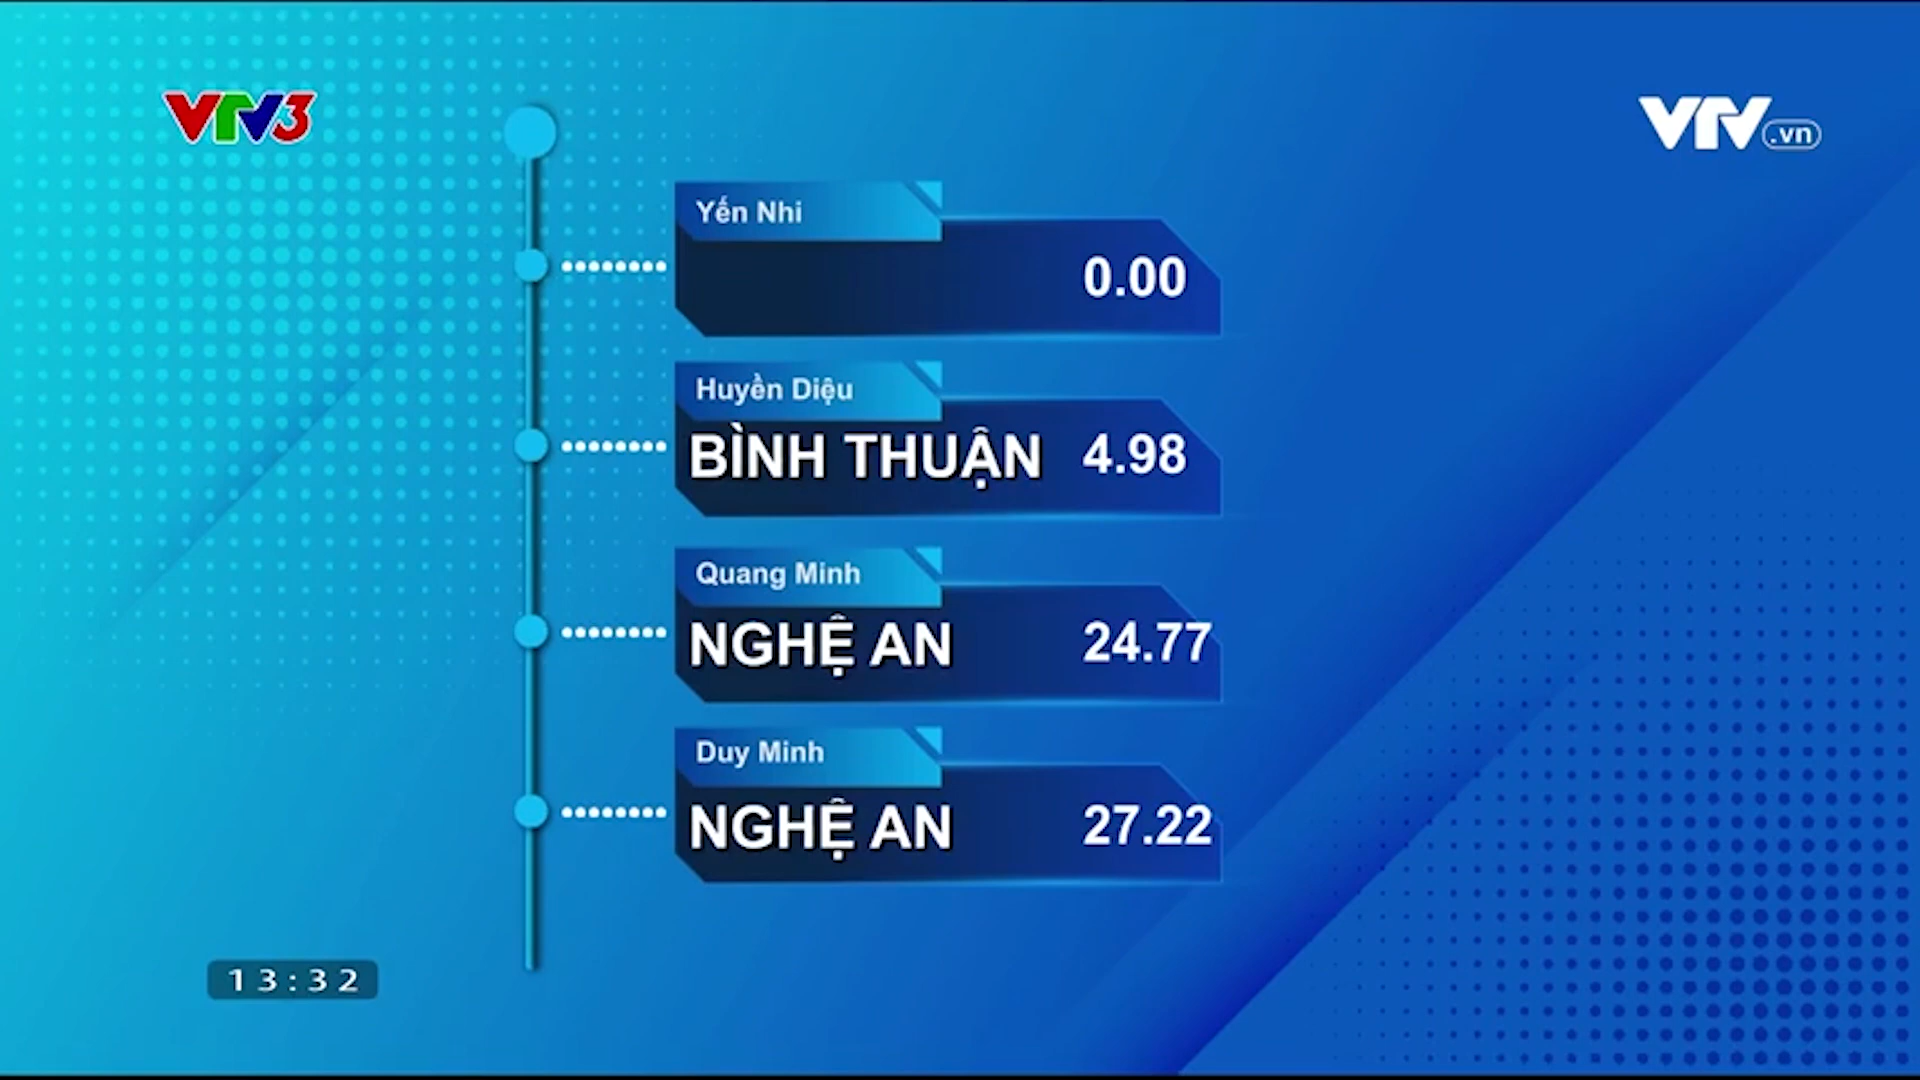 VTV3
VTV.vn
Yến Nhi
0.00
Huyền Diệu
BÌNH THUẬN 4.98
Quang Minh
NGHỆ AN 24.77
Duy Minh
NGHỆ AN 27.22
13:32